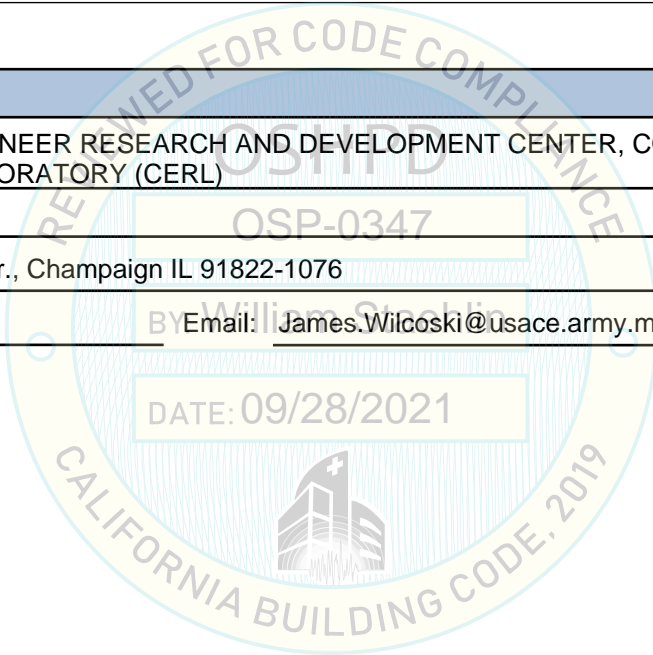 REVIEWED FOR CODE COMPLIANCE
NEER RESEARCH AND DEVELOPMENT CENTER, CO
OSHPD
ORATORY (CERL)
OSP-0347
r., Champaign IL 91822-1076
BY: William Staehlin
Email: James.Wilcoski@usace.army.m
DATE: 09/28/2021
CALIFORNIA BUILDING CODE, 2019